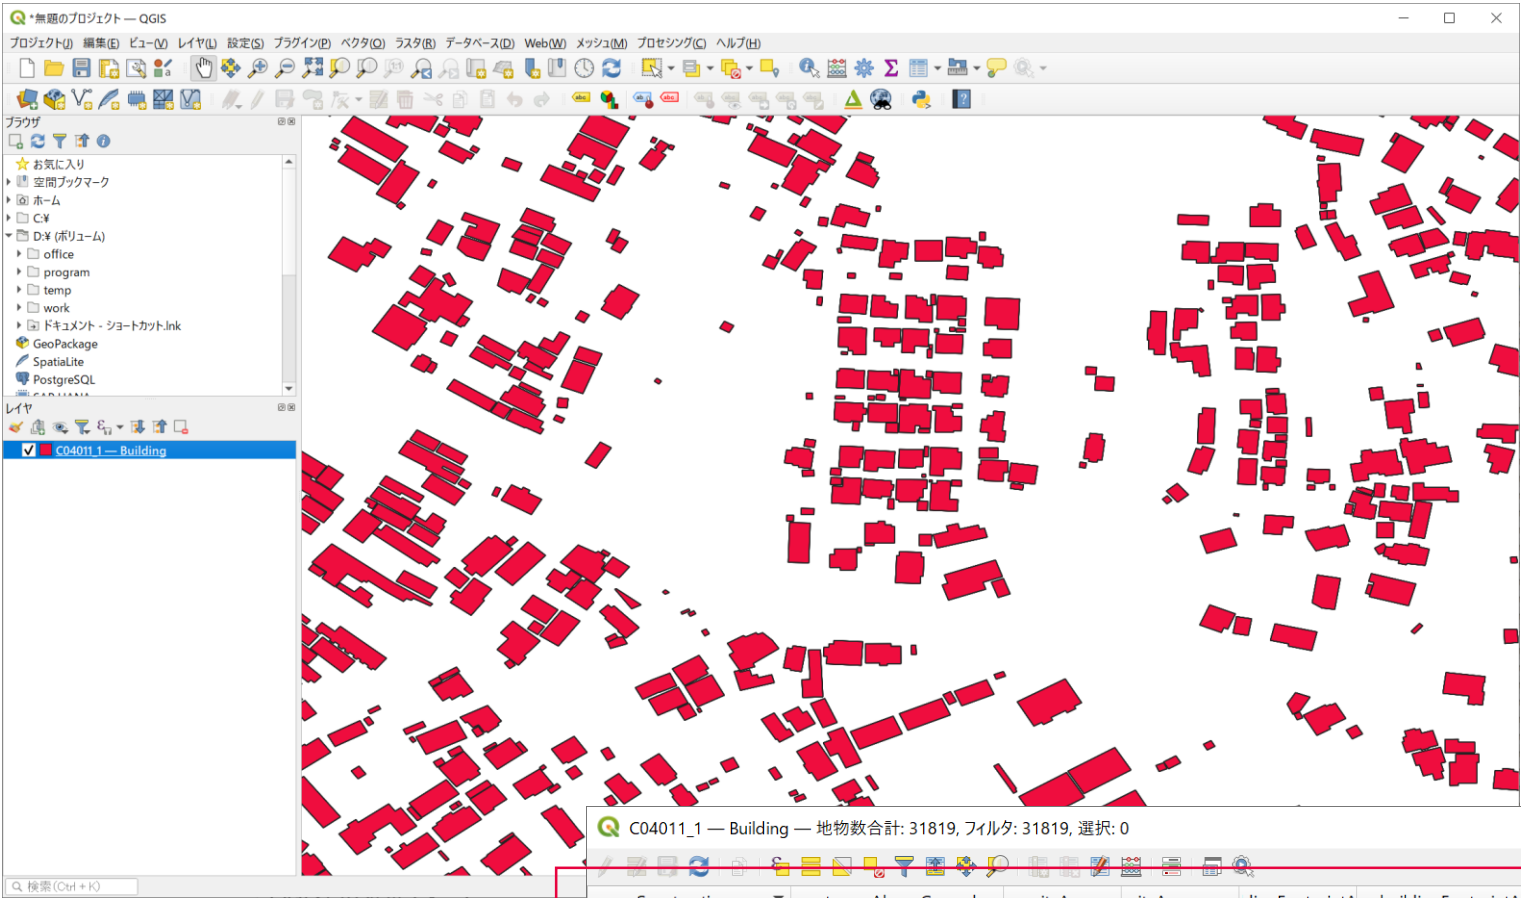 *無題のプロジェクト — QGIS
プロジェクト(J) 編集(E) ビュー(V) レイヤ(L) 設定(S) プラグイン(P) ベクタ(O) ラスタ(R) データベース(D) Web(W) メッシュ(M) プロセシング(C) ヘルプ(H)
ブラウザ
お気に入り
空間ブックマーク
ホーム
C:¥
D:¥ (ボリューム)
office
program
temp
work
ドキュメント - ショートカット.lnk
GeoPackage
SpatiaLite
PostgreSQL
レイヤ
C04011_1 — Building
C04011_1 — Building — 地物数合計: 31819, フィルタ: 31819, 選択: 0
検索(Ctrl + K)